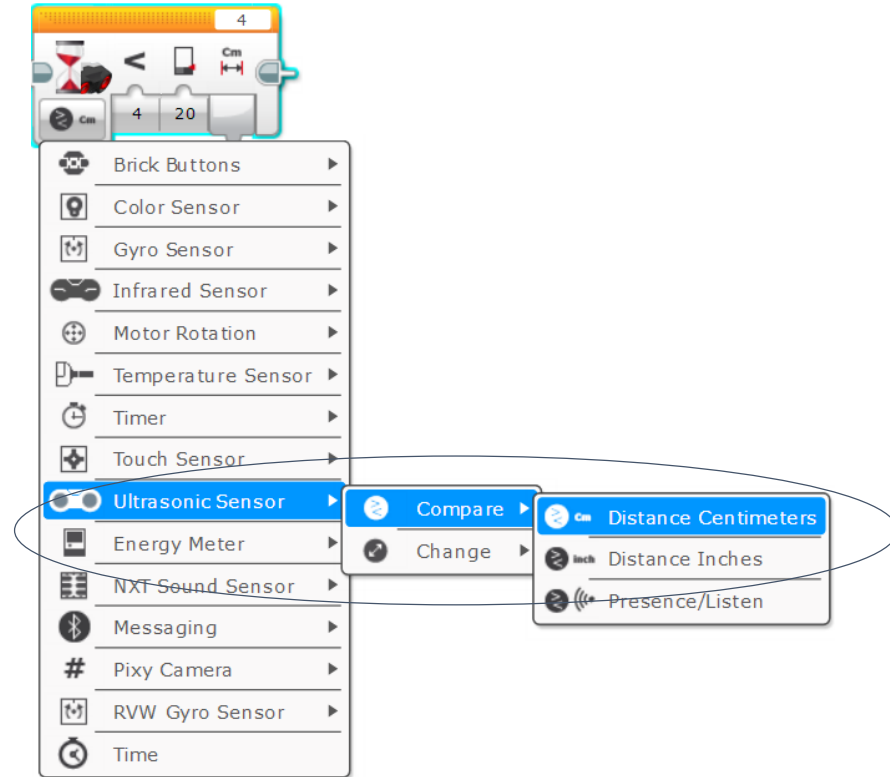 4
< Cm
Cm 4 20
Brick Buttons
Color Sensor
Gyro Sensor
Infrared Sensor
Motor Rotation
Temperature Sensor
Timer
Touch Sensor
Ultrasonic Sensor
Compare
Cm Distance Centimeters
Energy Meter
Change
inch Distance Inches
NXT Sound Sensor
Presence/Listen
Messaging
# Pixy Camera
RVW Gyro Sensor
Time